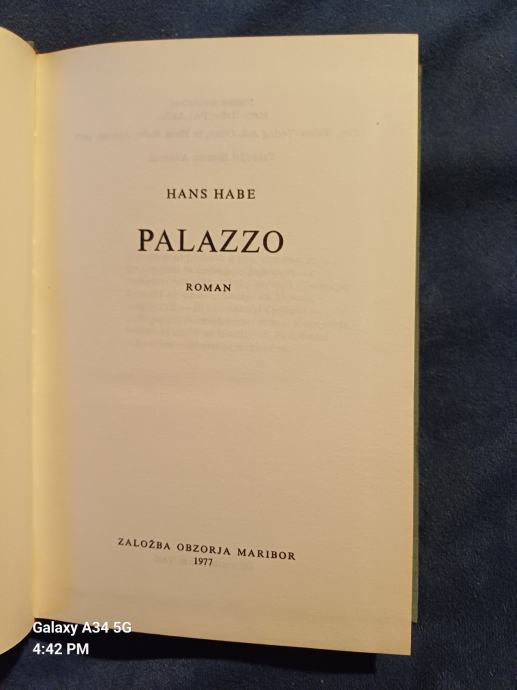 HANS HABE
PALAZZO
ROMAN
ZALOŽBA OBZORJA MARIBOR
1977
Galaxy A34 5G
4:42 PM